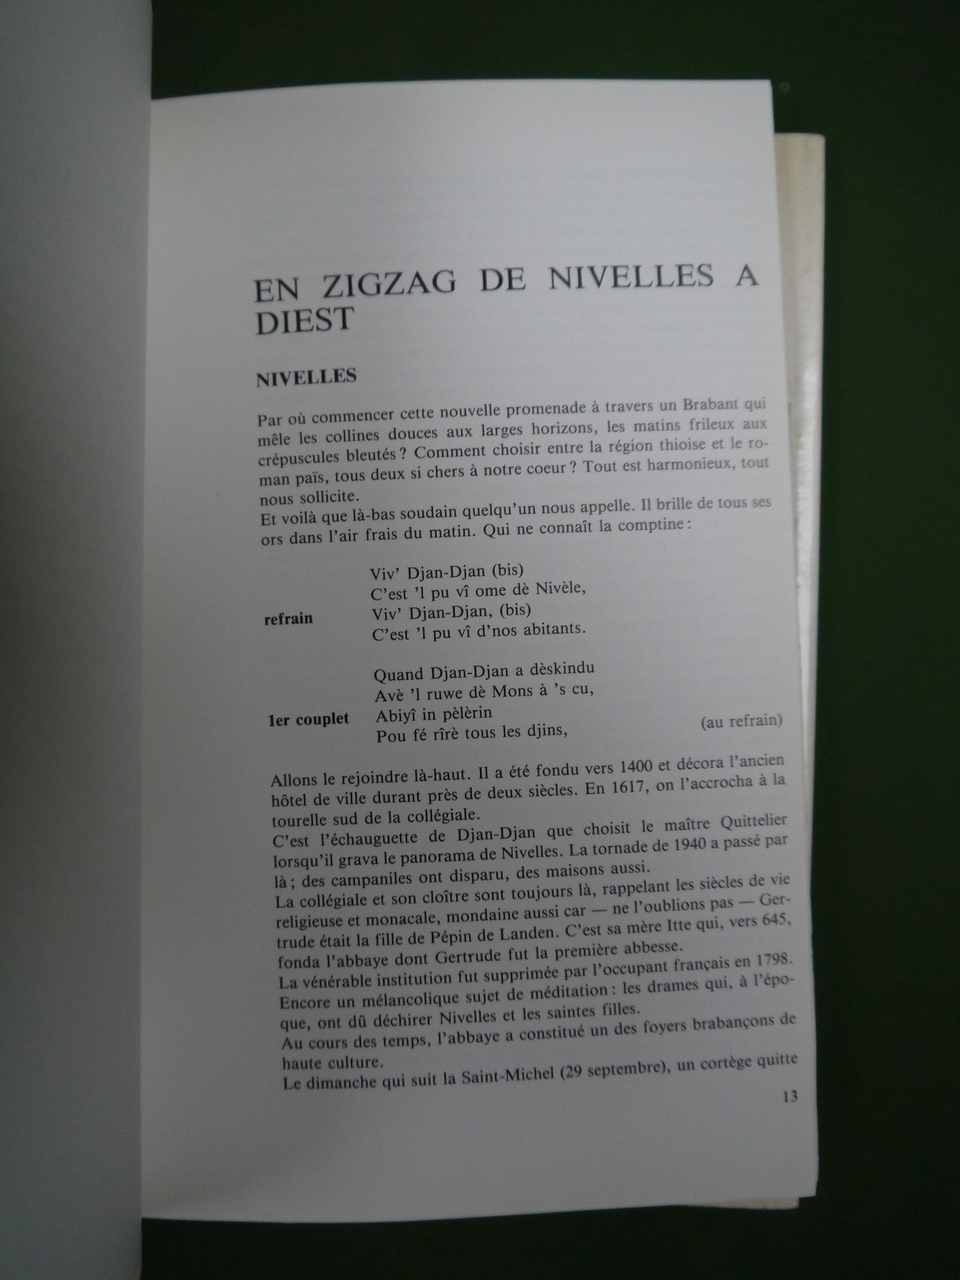 EN ZIGZAG DE NIVELLES A
DIEST
NIVELLES
Par où commencer cette nouvelle promenade à travers un Brabant qui
mêle les collines douces aux larges horizons, les matins frileux aux
crépuscules bleutés ? Comment choisir entre la région thioise et le ro-
man païs, tous deux si chers à notre coeur ? Tout est harmonieux, tout
nous sollicite.
Et voilà que là-bas soudain quelqu'un nous appelle. Il brille de tous ses
ors dans l'air frais du matin. Qui ne connaît la comptine :
Viv' Djan-Djan (bis)
C'est 'l pu vî ome dè Nivèle,
refrain Viv' Djan-Djan, (bis)
C'est 'l pu vî d'nos abitants.
Quand Djan-Djan a dèskindu
Avè 'l ruwe dè Mons à 's cu,
1er couplet Abiyî in pèlèrin
Pou fé rîrè tous les djins, (au refrain)
Allons le rejoindre là-haut. Il a été fondu vers 1400 et décora l'ancien
hôtel de ville durant près de deux siècles. En 1617, on l'accrocha à la
tourelle sud de la collégiale.
C'est l'échauguette de Djan-Djan que choisit le maître Quittelier
lorsqu'il grava le panorama de Nivelles. La tornade de 1940 a passé par
là ; des campaniles ont disparu, des maisons aussi.
La collégiale et son cloître sont toujours là, rappelant les siècles de vie
religieuse et monacale, mondaine aussi car — ne l'oublions pas — Ger-
trude était la fille de Pépin de Landen. C'est sa mère Itte qui, vers 645,
fonda l'abbaye dont Gertrude fut la première abbesse.
La vénérable institution fut supprimée par l'occupant français en 1798.
Encore un mélancolique sujet de méditation : les drames qui, à l'épo-
que, ont dû déchirer Nivelles et les saintes filles.
Au cours des temps, l'abbaye a constitué un des foyers brabançons de
haute culture.
Le dimanche qui suit la Saint-Michel (29 septembre), un cortège quitte
13